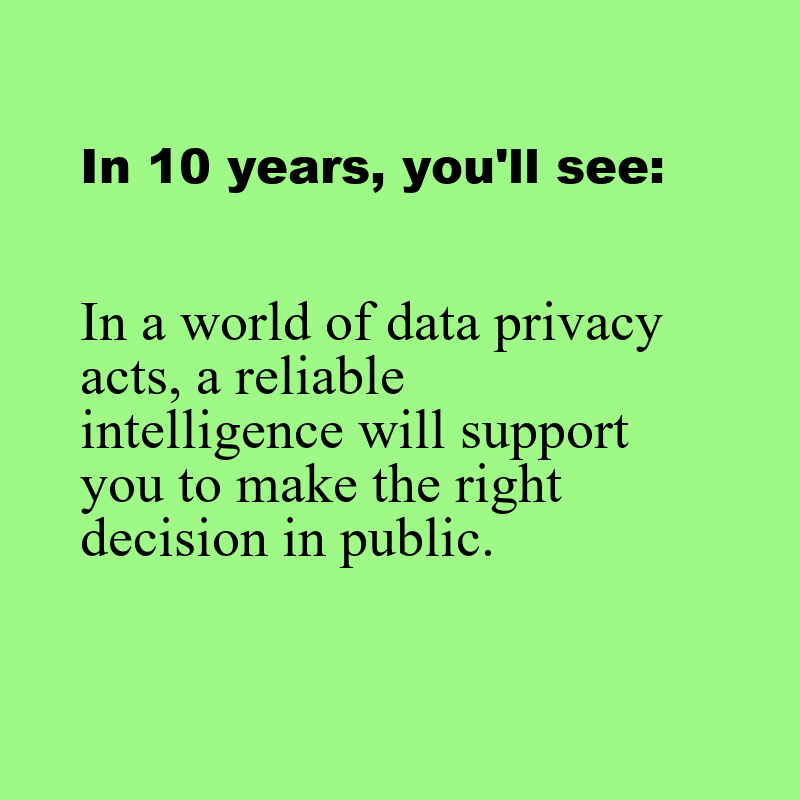 In 10 years, you'll see:
In a world of data privacy
acts, a reliable
intelligence will support
you to make the right
decision in public.